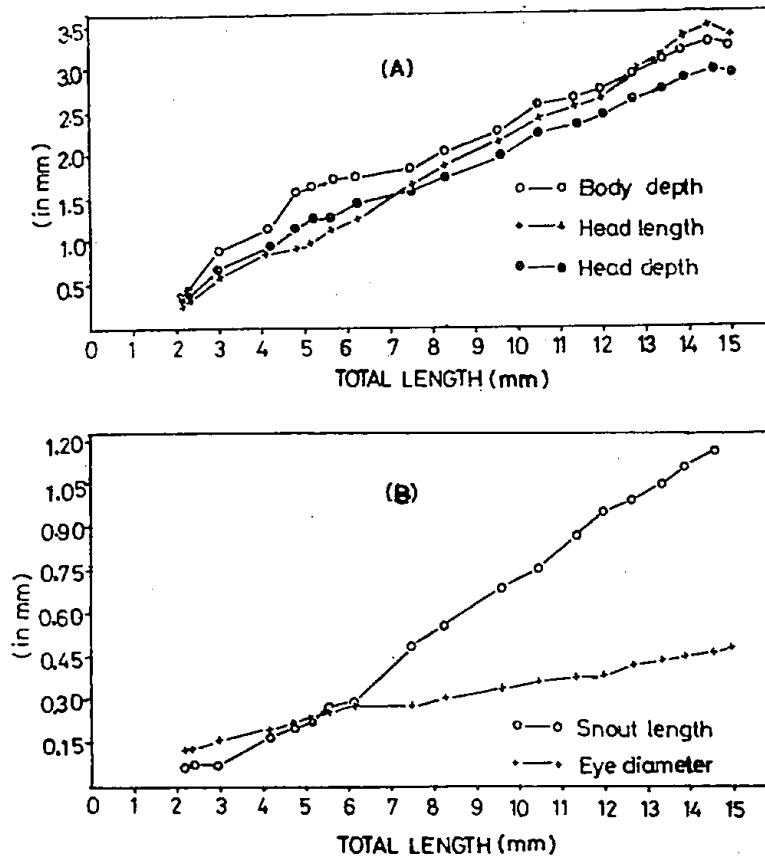 (A)
3.5
3.0
2.5
2.0
1.5
1.0
0.5
(in mm)
Body depth
Head length
Head depth
0 1 2 3 4 5 6 7 8 9 10 11 12 13 14 15
TOTAL LENGTH (mm)
(B)
1.20
1.05
0.90
0.75
0.60
0.45
0.30
0.15
(in mm)
Snout length
Eye diameter
0 1 2 3 4 5 6 7 8 9 10 11 12 13 14 15
TOTAL LENGTH (mm)